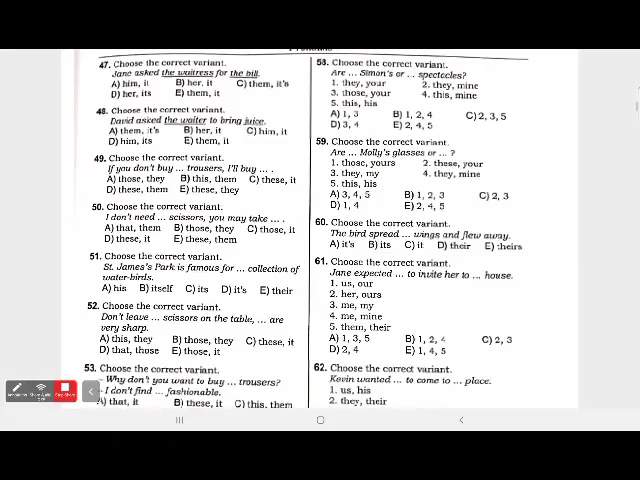 Pronouns
47. Choose the correct variant.
Jane asked the waitress for the bill.
A) him, it B) her, it C) them, it's
D) her, its E) them, it
48. Choose the correct variant.
David asked the waiter to bring juice.
A) them, it's B) her, it C) him, it
D) him, its E) them, it
49. Choose the correct variant.
If you don't buy ... trousers, I'll buy ... .
A) those, they B) this, them C) these, it
D) these, them E) these, they
50. Choose the correct variant.
I don't need ... scissors, you may take ... .
A) that, them B) those, they C) those, it
D) these, it E) these, them
51. Choose the correct variant.
St. James's Park is famous for ... collection of
water-birds.
A) his B) itself C) its D) it's E) their
52. Choose the correct variant.
Don't leave ... scissors on the table, ... are
very sharp.
A) this, they B) those, they C) these, it
D) that, those E) those, it
53. Choose the correct variant.
- Why don't you want to buy ... trousers?
- I don't find ... fashionable.
A) that, it B) these, it C) this, them
58. Choose the correct variant.
Are ... Simon's or ... spectacles?
1. they, your 2. they, mine
3. those, your 4. this, mine
5. this, his
A) 1, 3 B) 1, 2, 4 C) 2, 3, 5
D) 3, 4 E) 2, 4, 5
59. Choose the correct variant.
Are ... Molly's glasses or ... ?
1. those, yours 2. these, your
3. they, my 4. they, mine
5. this, his
A) 3, 4, 5 B) 1, 2, 3 C) 2, 3
D) 1, 4 E) 2, 4, 5
60. Choose the correct variant.
The bird spread ... wings and flew away.
A) it's B) its C) it D) their E) theirs
61. Choose the correct variant.
Jane expected ... to invite her to ... house.
1. us, our
2. her, ours
3. me, my
4. me, mine
5. them, their
A) 1, 3, 5 B) 1, 2, 4 C) 2, 3
D) 2, 4 E) 1, 4, 5
62. Choose the correct variant.
Kevin wanted ... to come to ... place.
1. us, his
2. they, their
Stop Share